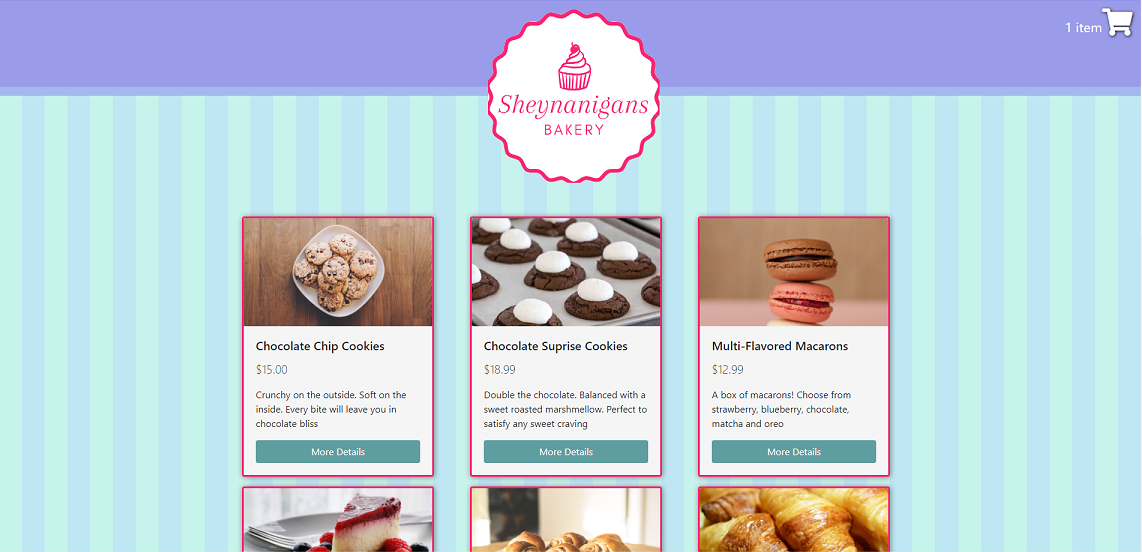 1 item
Sheynanigans
BAKERY
Chocolate Chip Cookies
$15.00
Crunchy on the outside. Soft on the
inside. Every bite will leave you in
chocolate bliss
More Details
Chocolate Suprise Cookies
$18.99
Double the chocolate. Balanced with a
sweet roasted marshmellow. Perfect to
satisfy any sweet craving
More Details
Multi-Flavored Macarons
$12.99
A box of macarons! Choose from
strawberry, blueberry, chocolate,
matcha and oreo
More Details